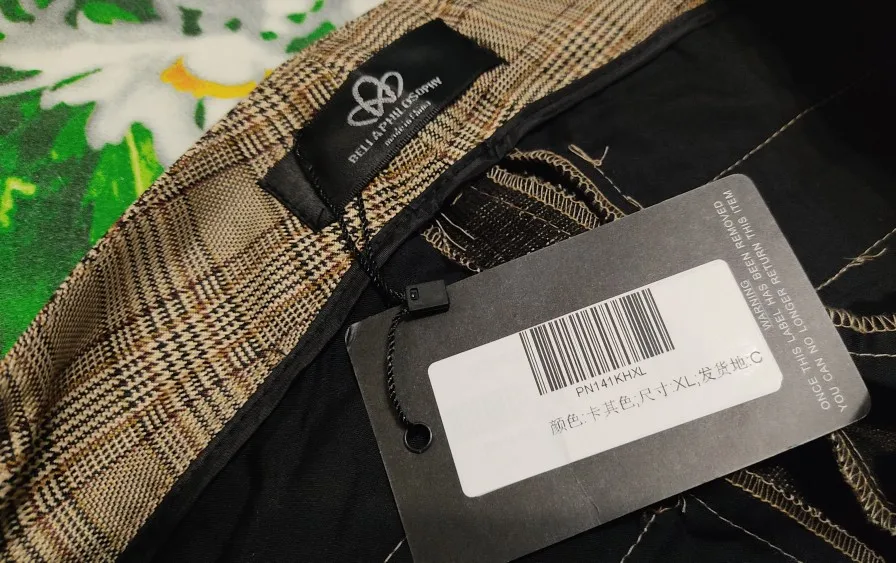 BELLAPHILOSOPHY
made in China
PN141KHXL
颜色:卡其色;尺寸:XL;发货地:C
WARNING
ONCE THIS LABEL HAS BEEN REMOVED
YOU CAN NO LONGER RETURN THIS ITEM